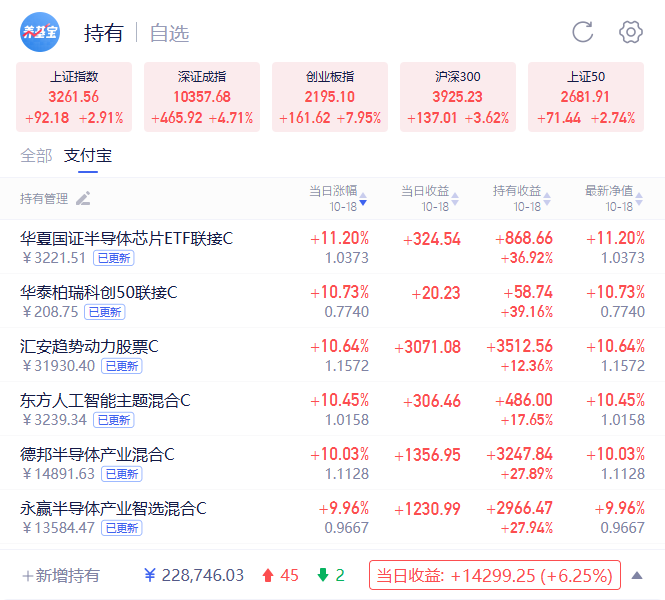 养基宝 持有 自选
上证指数 深证成指 创业板指 沪深300 上证50
3261.56 10357.68 2195.10 3925.23 2681.91
+92.18 +2.91% +465.92 +4.71% +161.62 +7.95% +137.01 +3.62% +71.44 +2.74%
全部 支付宝
持有管理 当日涨幅 当日收益 持有收益 最新净值
10-18 10-18 10-18 10-18
华夏国证半导体芯片ETF联接C +11.20% +324.54 +868.66 +11.20%
¥3221.51 已更新 1.0373 +36.92% 1.0373
华泰柏瑞科创50联接C +10.73% +20.23 +58.74 +10.73%
¥208.75 已更新 0.7740 +39.16% 0.7740
汇安趋势动力股票C +10.64% +3071.08 +3512.56 +10.64%
¥31930.40 已更新 1.1572 +12.36% 1.1572
东方人工智能主题混合C +10.45% +306.46 +486.00 +10.45%
¥3239.34 已更新 1.0158 +17.65% 1.0158
德邦半导体产业混合C +10.03% +1356.95 +3247.84 +10.03%
¥14891.63 已更新 1.1128 +27.89% 1.1128
永赢半导体产业智选混合C +9.96% +1230.99 +2966.47 +9.96%
¥13584.47 已更新 0.9667 +27.94% 0.9667
+新增持有 ¥ 228,746.03 45 2 当日收益: +14299.25 (+6.25%)